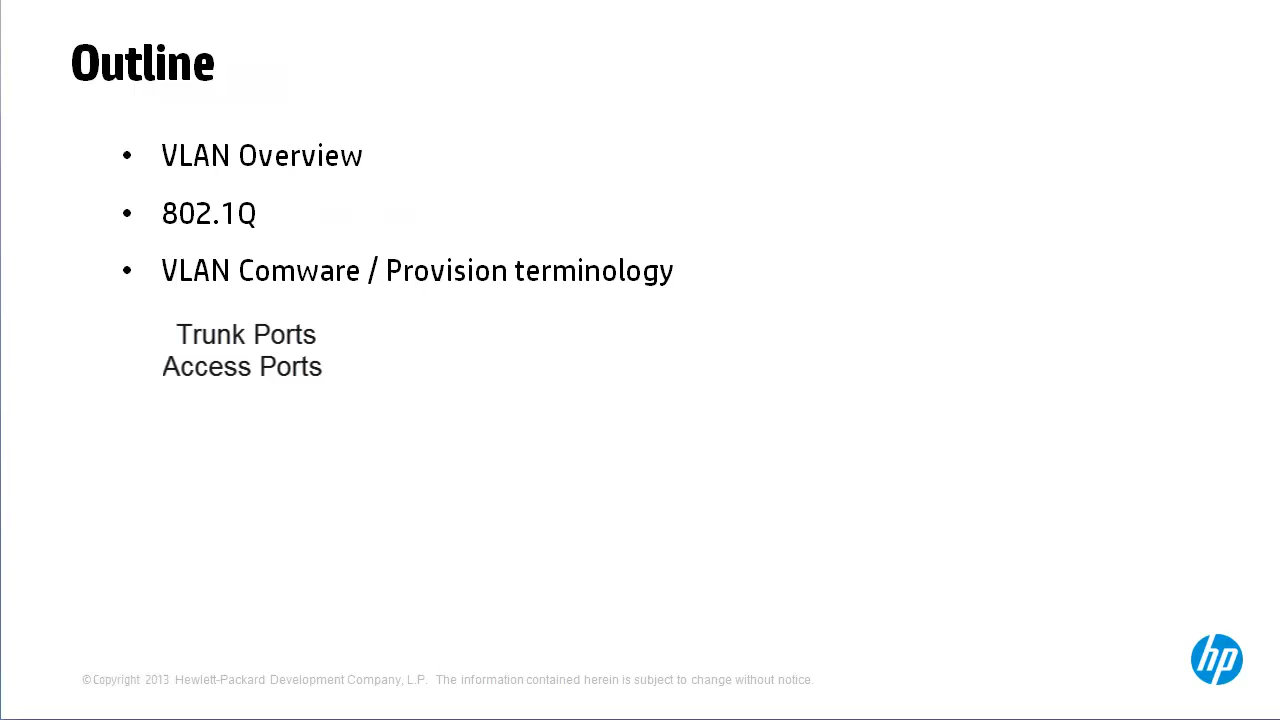 Outline
• VLAN Overview
• 802.1Q
• VLAN Comware / Provision terminology
Trunk Ports
Access Ports
hp
© Copyright 2013 Hewlett-Packard Development Company, L.P. The information contained herein is subject to change without notice.